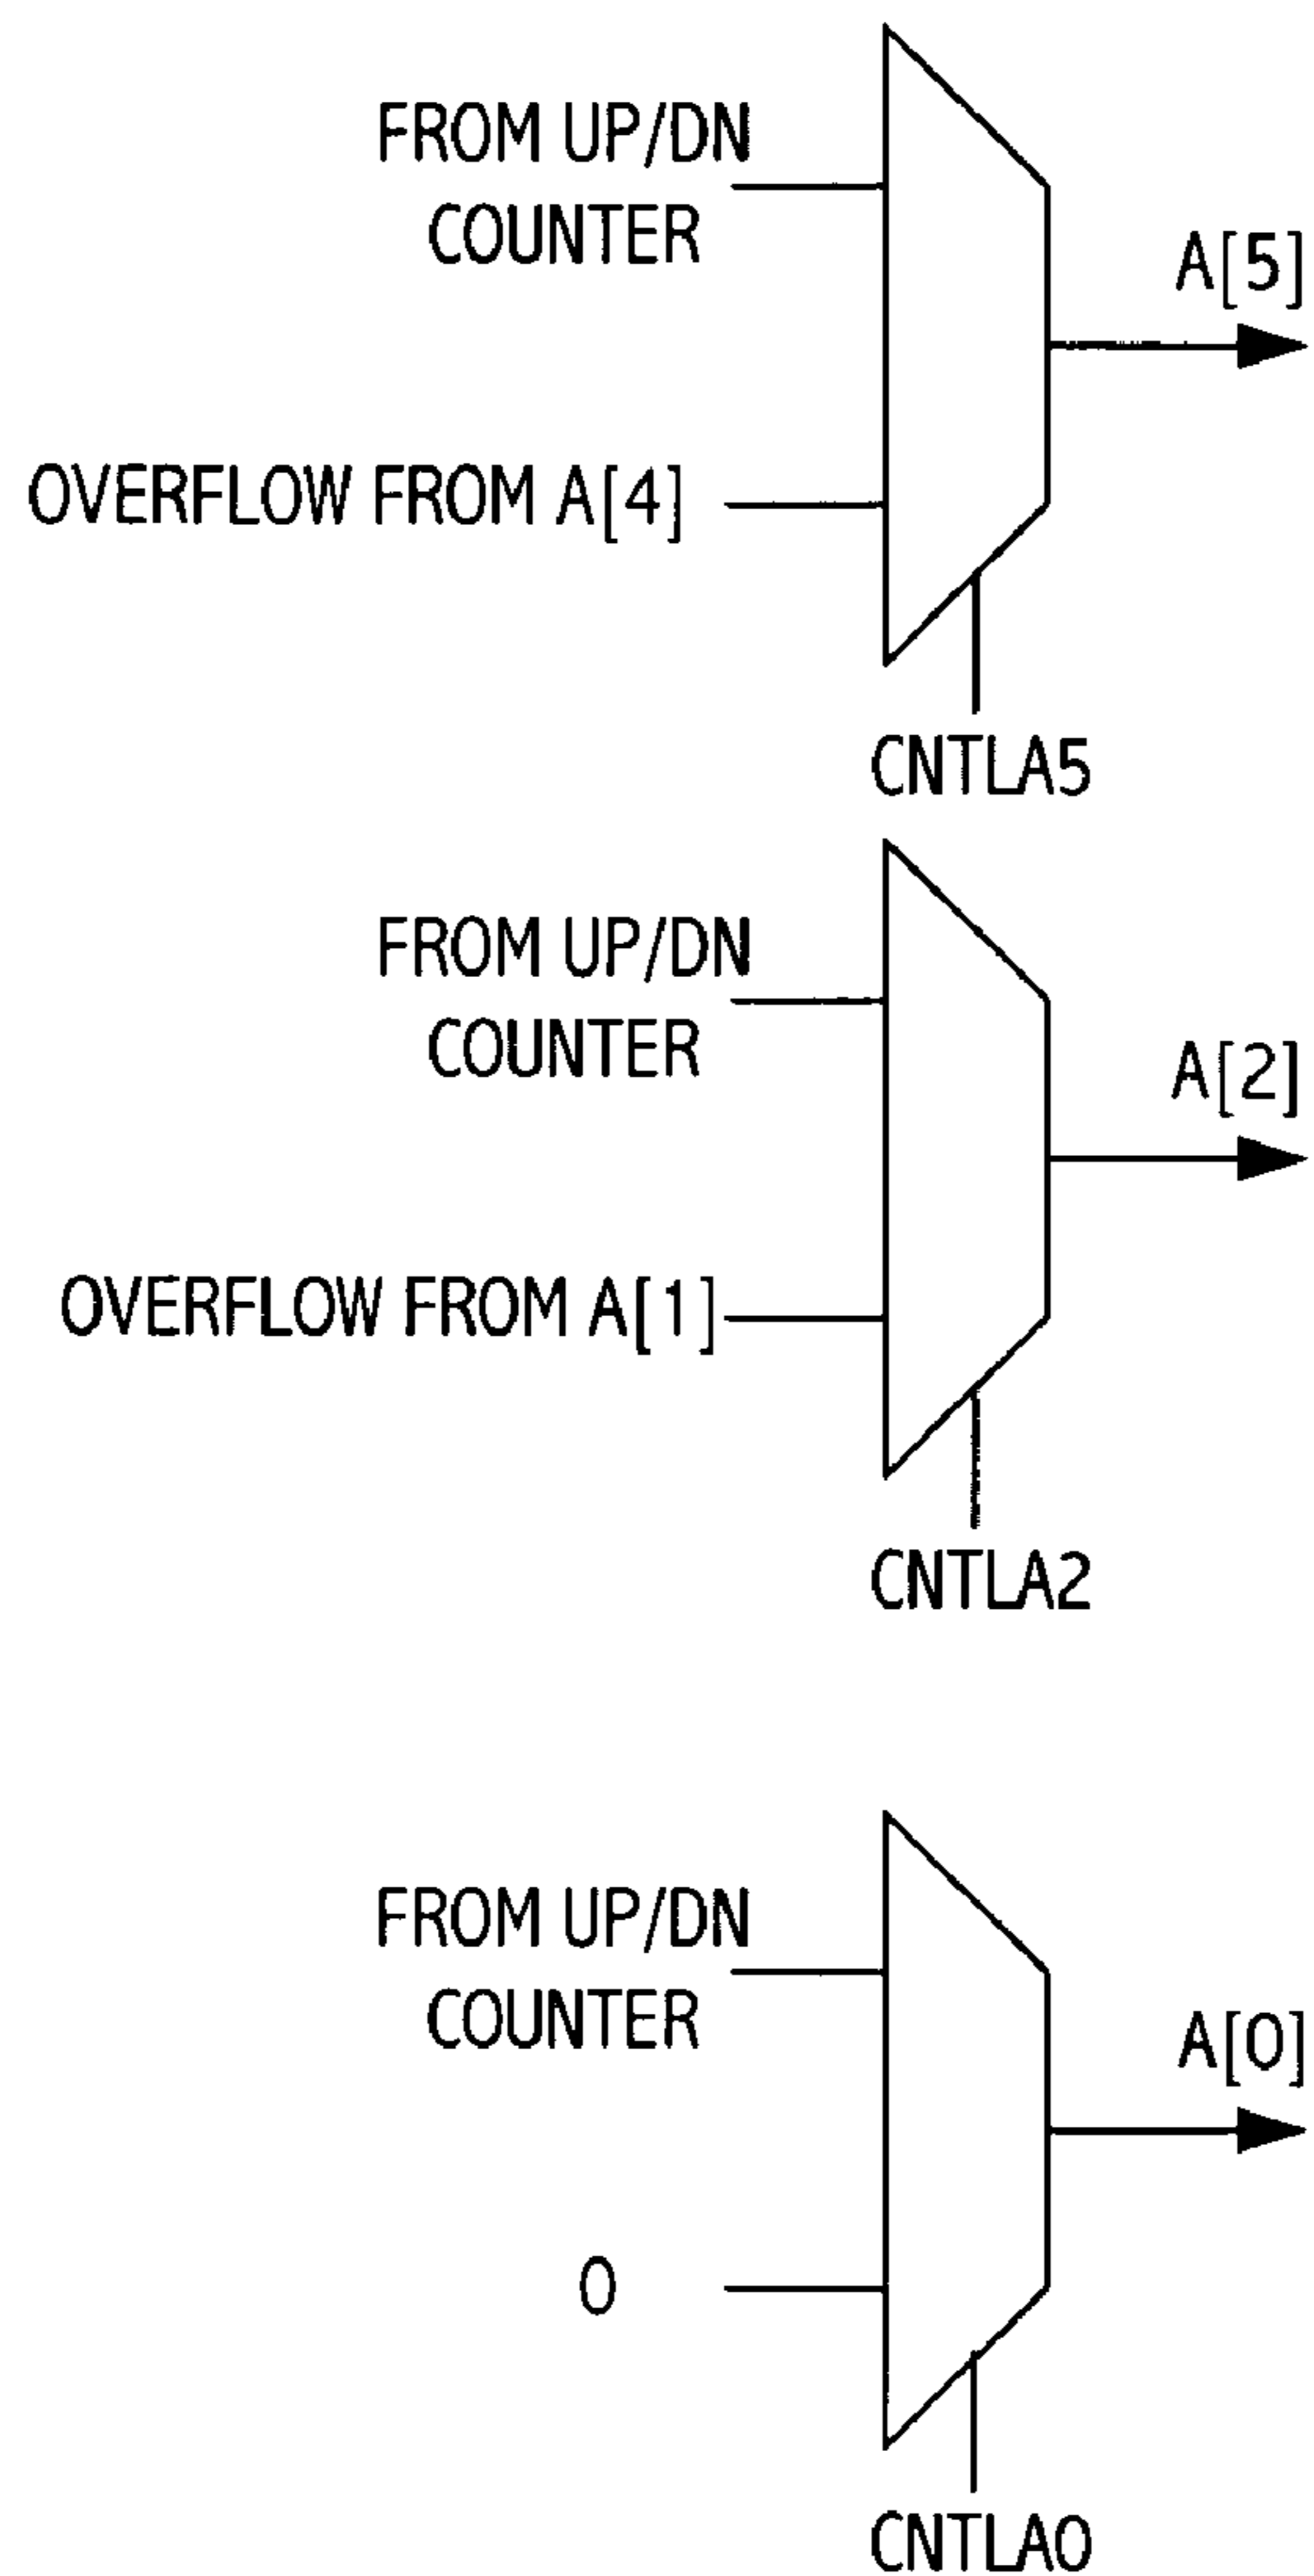 FROM UP/DN
COUNTER
A[5]
OVERFLOW FROM A[4]
CNTLA5
FROM UP/DN
COUNTER
A[2]
OVERFLOW FROM A[1]
CNTLA2
FROM UP/DN
COUNTER
A[0]
0
CNTLA0